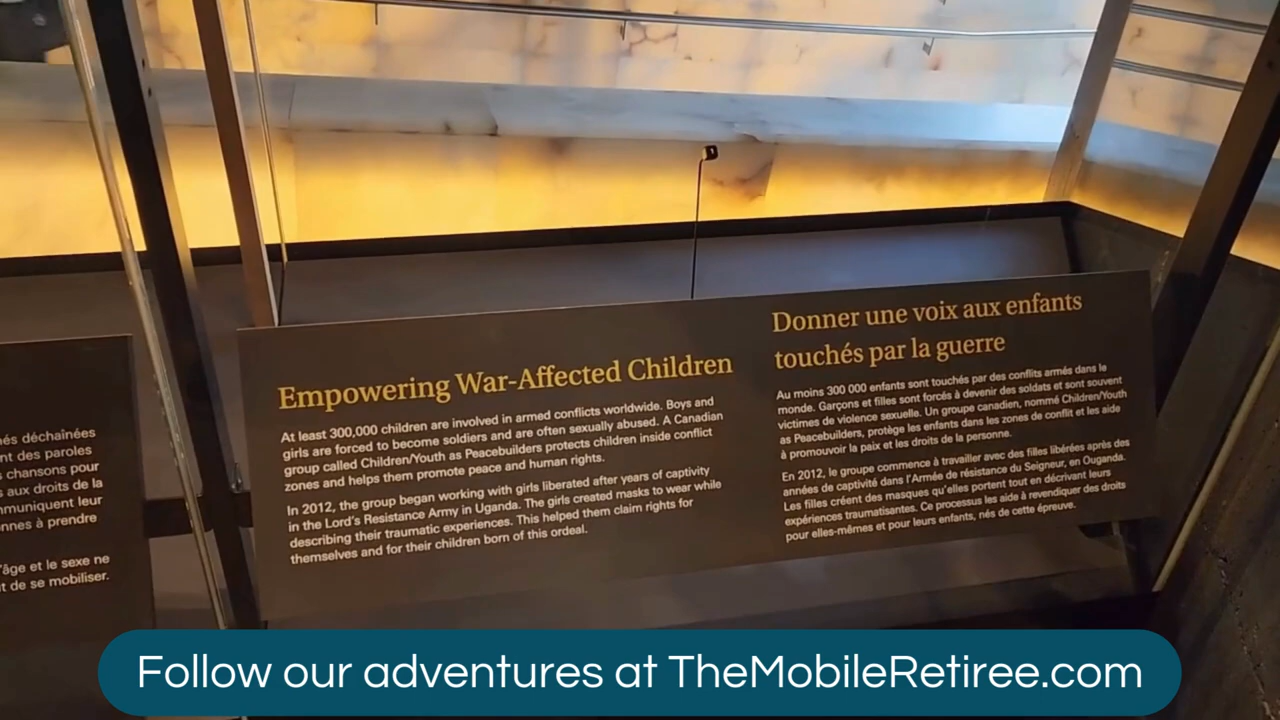 és déchaînées
nt des paroles
chansons pour
aux droits de la
muniquent leur
nnes à prendre
'âge et le sexe ne
t de se mobiliser.
Empowering War-Affected Children
At least 300,000 children are involved in armed conflicts worldwide. Boys and
girls are forced to become soldiers and are often sexually abused. A Canadian
group called Children/Youth as Peacebuilders protects children inside conflict
zones and helps them promote peace and human rights.
In 2012, the group began working with girls liberated after years of captivity
in the Lord's Resistance Army in Uganda. The girls created masks to wear while
describing their traumatic experiences. This helped them claim rights for
themselves and for their children born of this ordeal.
Donner une voix aux enfants
touchés par la guerre
Au moins 300 000 enfants sont touchés par des conflits armés dans le
monde. Garçons et filles sont forcés à devenir des soldats et sont souvent
victimes de violence sexuelle. Un groupe canadien, nommé Children/Youth
as Peacebuilders, protège les enfants dans les zones de conflit et les aide
à promouvoir la paix et les droits de la personne.
En 2012, le groupe commence à travailler avec des filles libérées après des
années de captivité dans l'Armée de résistance du Seigneur, en Ouganda.
Les filles créent des masques qu'elles portent tout en décrivant leurs
expériences traumatisantes. Ce processus les aide à revendiquer des droits
pour elles-mêmes et pour leurs enfants, nés de cette épreuve.
Follow our adventures at TheMobileRetiree.com